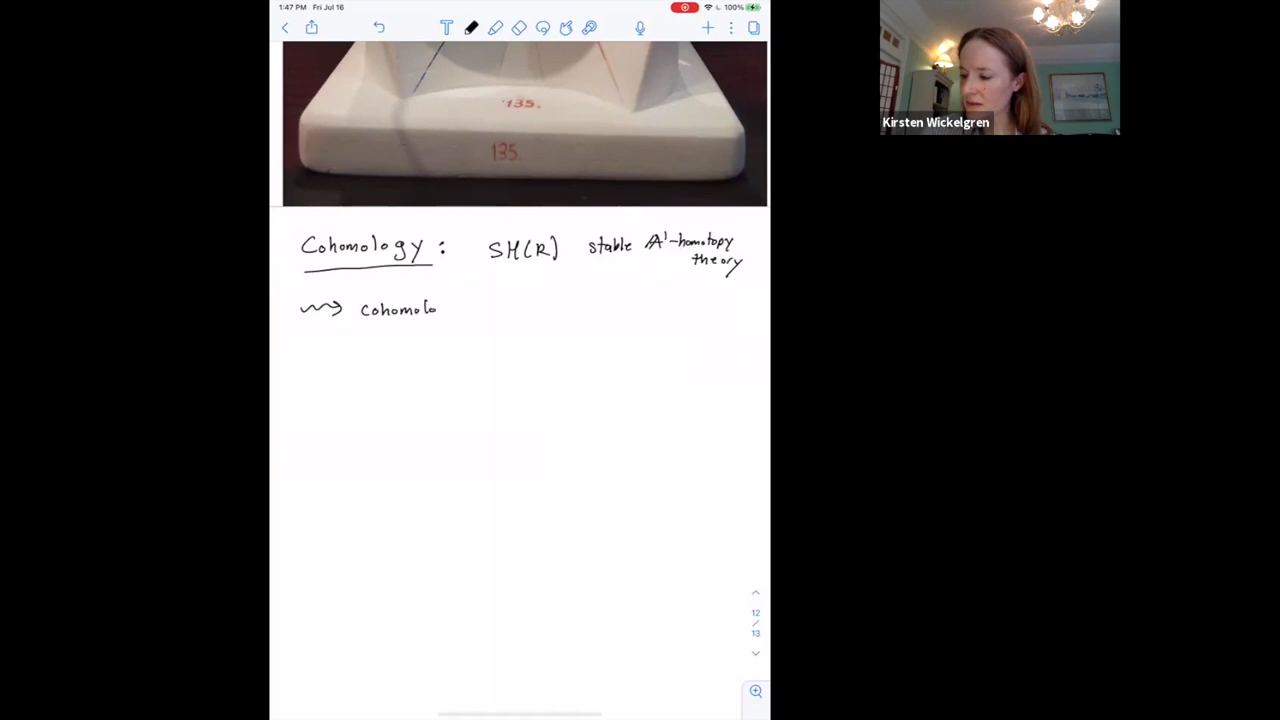 1:47 PM Fri Jul 16
100%
Kirsten Wickelgren
135.
135.
Cohomology : SH(R) stable A¹-homotopy
theory
⇝ cohomolo
12
/
13